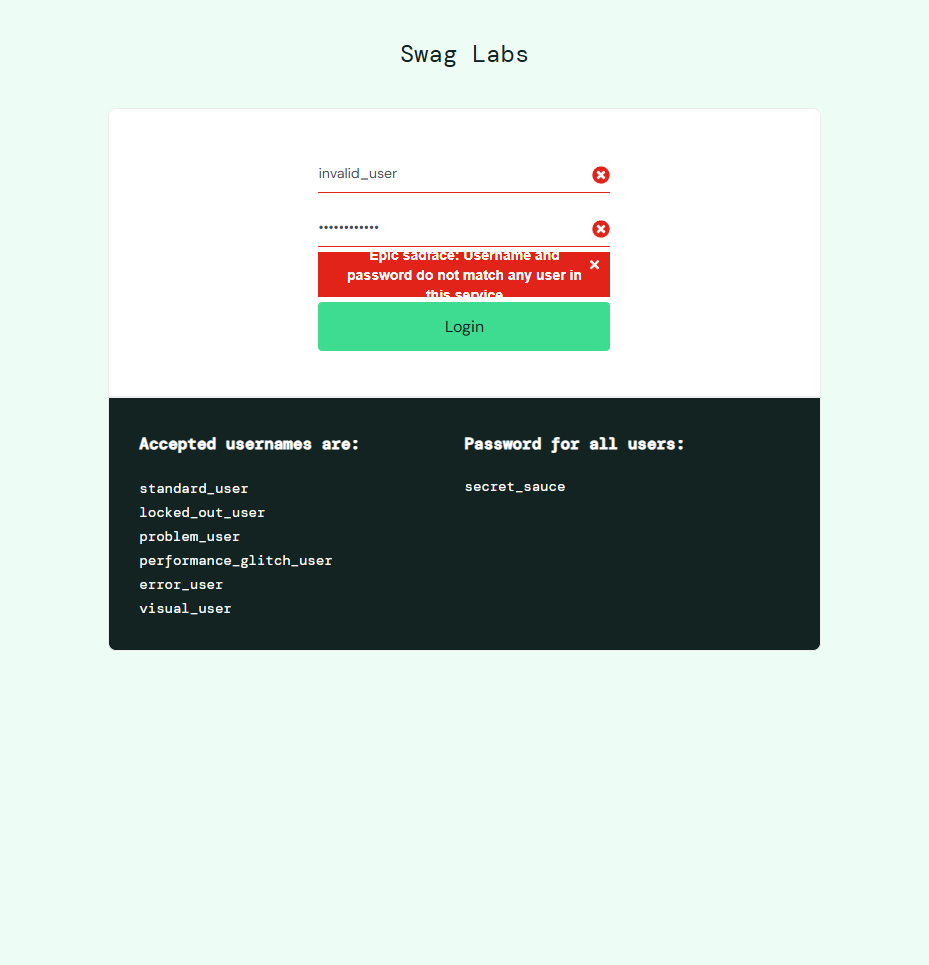 Swag Labs
invalid_user
••••••••••••
Epic sadface: Username and
password do not match any user in
this service
Login
Accepted usernames are:
Password for all users:
standard_user
secret_sauce
locked_out_user
problem_user
performance_glitch_user
error_user
visual_user